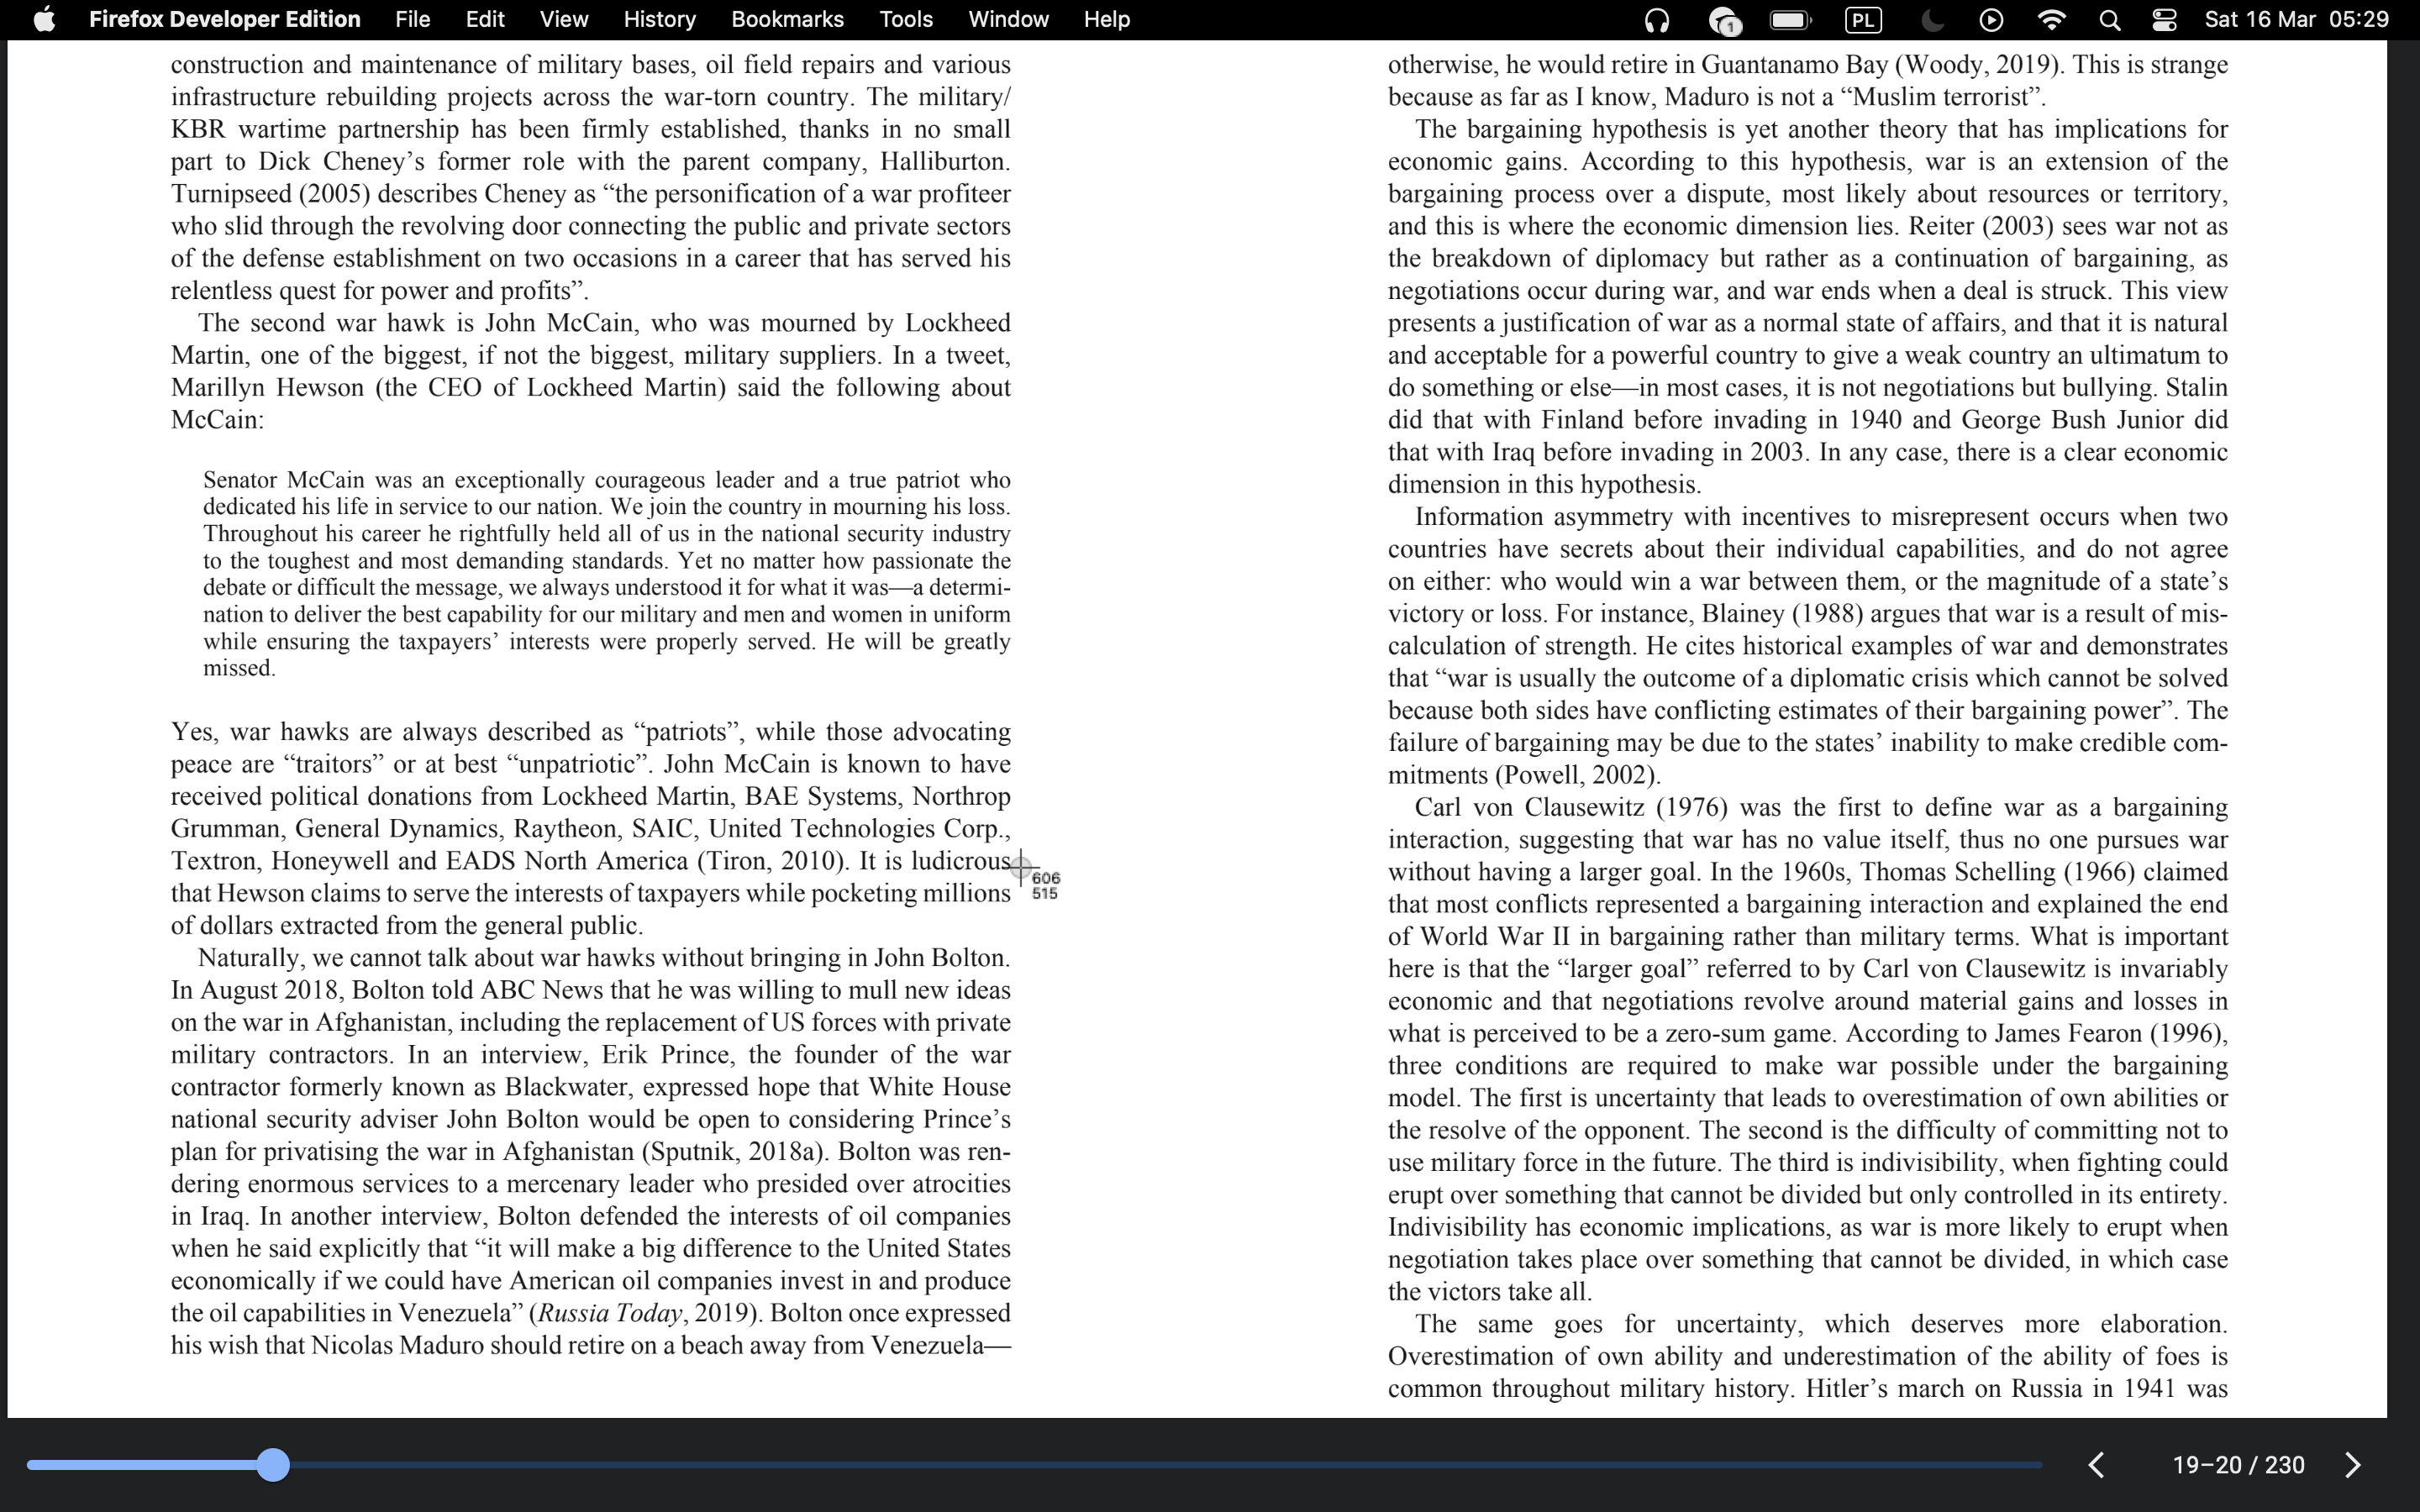 Firefox Developer Edition File Edit View History Bookmarks Tools Window Help 1 PL Sat 16 Mar 05:29
construction and maintenance of military bases, oil field repairs and various
infrastructure rebuilding projects across the war-torn country. The military/
KBR wartime partnership has been firmly established, thanks in no small
part to Dick Cheney’s former role with the parent company, Halliburton.
Turnipseed (2005) describes Cheney as “the personification of a war profiteer
who slid through the revolving door connecting the public and private sectors
of the defense establishment on two occasions in a career that has served his
relentless quest for power and profits”.
The second war hawk is John McCain, who was mourned by Lockheed
Martin, one of the biggest, if not the biggest, military suppliers. In a tweet,
Marillyn Hewson (the CEO of Lockheed Martin) said the following about
McCain:
Senator McCain was an exceptionally courageous leader and a true patriot who
dedicated his life in service to our nation. We join the country in mourning his loss.
Throughout his career he rightfully held all of us in the national security industry
to the toughest and most demanding standards. Yet no matter how passionate the
debate or difficult the message, we always understood it for what it was—a determi-
nation to deliver the best capability for our military and men and women in uniform
while ensuring the taxpayers’ interests were properly served. He will be greatly
missed.
Yes, war hawks are always described as “patriots”, while those advocating
peace are “traitors” or at best “unpatriotic”. John McCain is known to have
received political donations from Lockheed Martin, BAE Systems, Northrop
Grumman, General Dynamics, Raytheon, SAIC, United Technologies Corp.,
Textron, Honeywell and EADS North America (Tiron, 2010). It is ludicrous
that Hewson claims to serve the interests of taxpayers while pocketing millions
of dollars extracted from the general public.
Naturally, we cannot talk about war hawks without bringing in John Bolton.
In August 2018, Bolton told ABC News that he was willing to mull new ideas
on the war in Afghanistan, including the replacement of US forces with private
military contractors. In an interview, Erik Prince, the founder of the war
contractor formerly known as Blackwater, expressed hope that White House
national security adviser John Bolton would be open to considering Prince’s
plan for privatising the war in Afghanistan (Sputnik, 2018a). Bolton was ren-
dering enormous services to a mercenary leader who presided over atrocities
in Iraq. In another interview, Bolton defended the interests of oil companies
when he said explicitly that “it will make a big difference to the United States
economically if we could have American oil companies invest in and produce
the oil capabilities in Venezuela” (Russia Today, 2019). Bolton once expressed
his wish that Nicolas Maduro should retire on a beach away from Venezuela—
606
515
otherwise, he would retire in Guantanamo Bay (Woody, 2019). This is strange
because as far as I know, Maduro is not a “Muslim terrorist”.
The bargaining hypothesis is yet another theory that has implications for
economic gains. According to this hypothesis, war is an extension of the
bargaining process over a dispute, most likely about resources or territory,
and this is where the economic dimension lies. Reiter (2003) sees war not as
the breakdown of diplomacy but rather as a continuation of bargaining, as
negotiations occur during war, and war ends when a deal is struck. This view
presents a justification of war as a normal state of affairs, and that it is natural
and acceptable for a powerful country to give a weak country an ultimatum to
do something or else—in most cases, it is not negotiations but bullying. Stalin
did that with Finland before invading in 1940 and George Bush Junior did
that with Iraq before invading in 2003. In any case, there is a clear economic
dimension in this hypothesis.
Information asymmetry with incentives to misrepresent occurs when two
countries have secrets about their individual capabilities, and do not agree
on either: who would win a war between them, or the magnitude of a state’s
victory or loss. For instance, Blainey (1988) argues that war is a result of mis-
calculation of strength. He cites historical examples of war and demonstrates
that “war is usually the outcome of a diplomatic crisis which cannot be solved
because both sides have conflicting estimates of their bargaining power”. The
failure of bargaining may be due to the states’ inability to make credible com-
mitments (Powell, 2002).
Carl von Clausewitz (1976) was the first to define war as a bargaining
interaction, suggesting that war has no value itself, thus no one pursues war
without having a larger goal. In the 1960s, Thomas Schelling (1966) claimed
that most conflicts represented a bargaining interaction and explained the end
of World War II in bargaining rather than military terms. What is important
here is that the “larger goal” referred to by Carl von Clausewitz is invariably
economic and that negotiations revolve around material gains and losses in
what is perceived to be a zero-sum game. According to James Fearon (1996),
three conditions are required to make war possible under the bargaining
model. The first is uncertainty that leads to overestimation of own abilities or
the resolve of the opponent. The second is the difficulty of committing not to
use military force in the future. The third is indivisibility, when fighting could
erupt over something that cannot be divided but only controlled in its entirety.
Indivisibility has economic implications, as war is more likely to erupt when
negotiation takes place over something that cannot be divided, in which case
the victors take all.
The same goes for uncertainty, which deserves more elaboration.
Overestimation of own ability and underestimation of the ability of foes is
common throughout military history. Hitler’s march on Russia in 1941 was
19–20 / 230